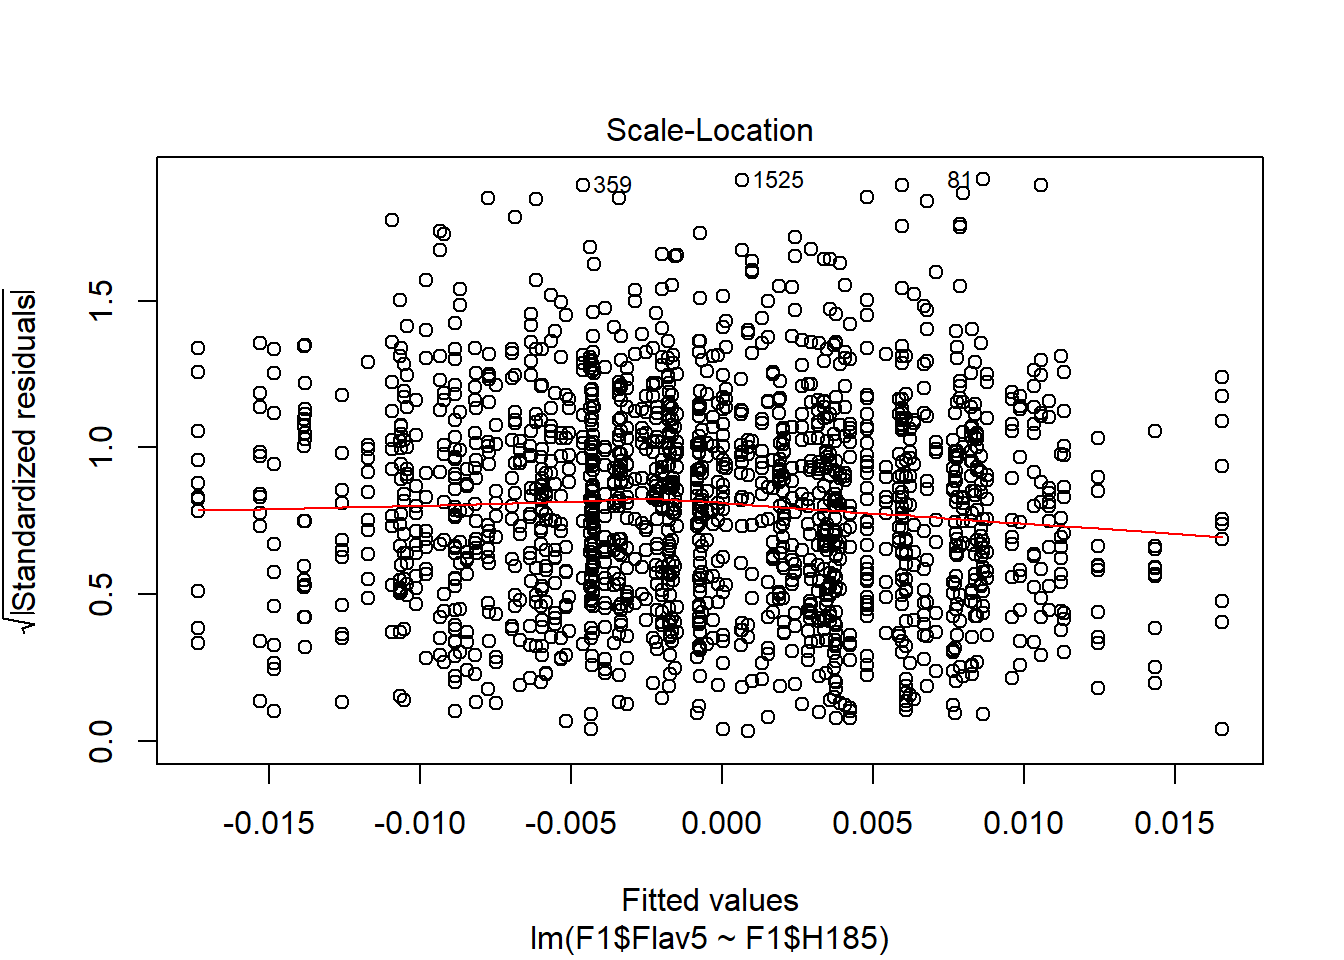 Scale-Location
√|Standardized residuals|
1.5
1.0
0.5
0.0
359
1525
81
-0.015 -0.010 -0.005 0.000 0.005 0.010 0.015
Fitted values
lm(F1$Flav5 ~ F1$H185)